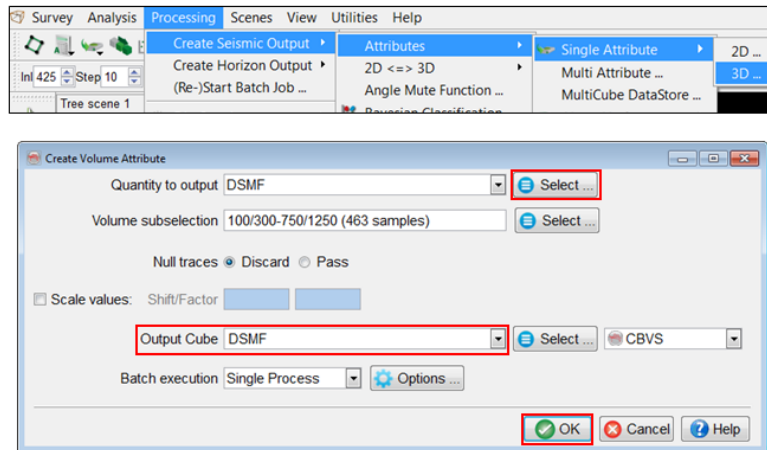 Survey Analysis Processing Scenes View Utilities Help
Create Seismic Output Attributes Single Attribute 2D ...
Inl 425 Step 10 Create Horizon Output 2D <=> 3D Multi Attribute ... 3D ...
(Re-)Start Batch Job ... Angle Mute Function ... MultiCube DataStore ...
Tree scene 1 Bayesian Classification
Create Volume Attribute
Quantity to output DSMF Select ...
Volume subselection 100/300-750/1250 (463 samples) Select ...
Null traces Discard Pass
Scale values: Shift/Factor
Output Cube DSMF Select ... CBVS
Batch execution Single Process Options ...
OK Cancel Help